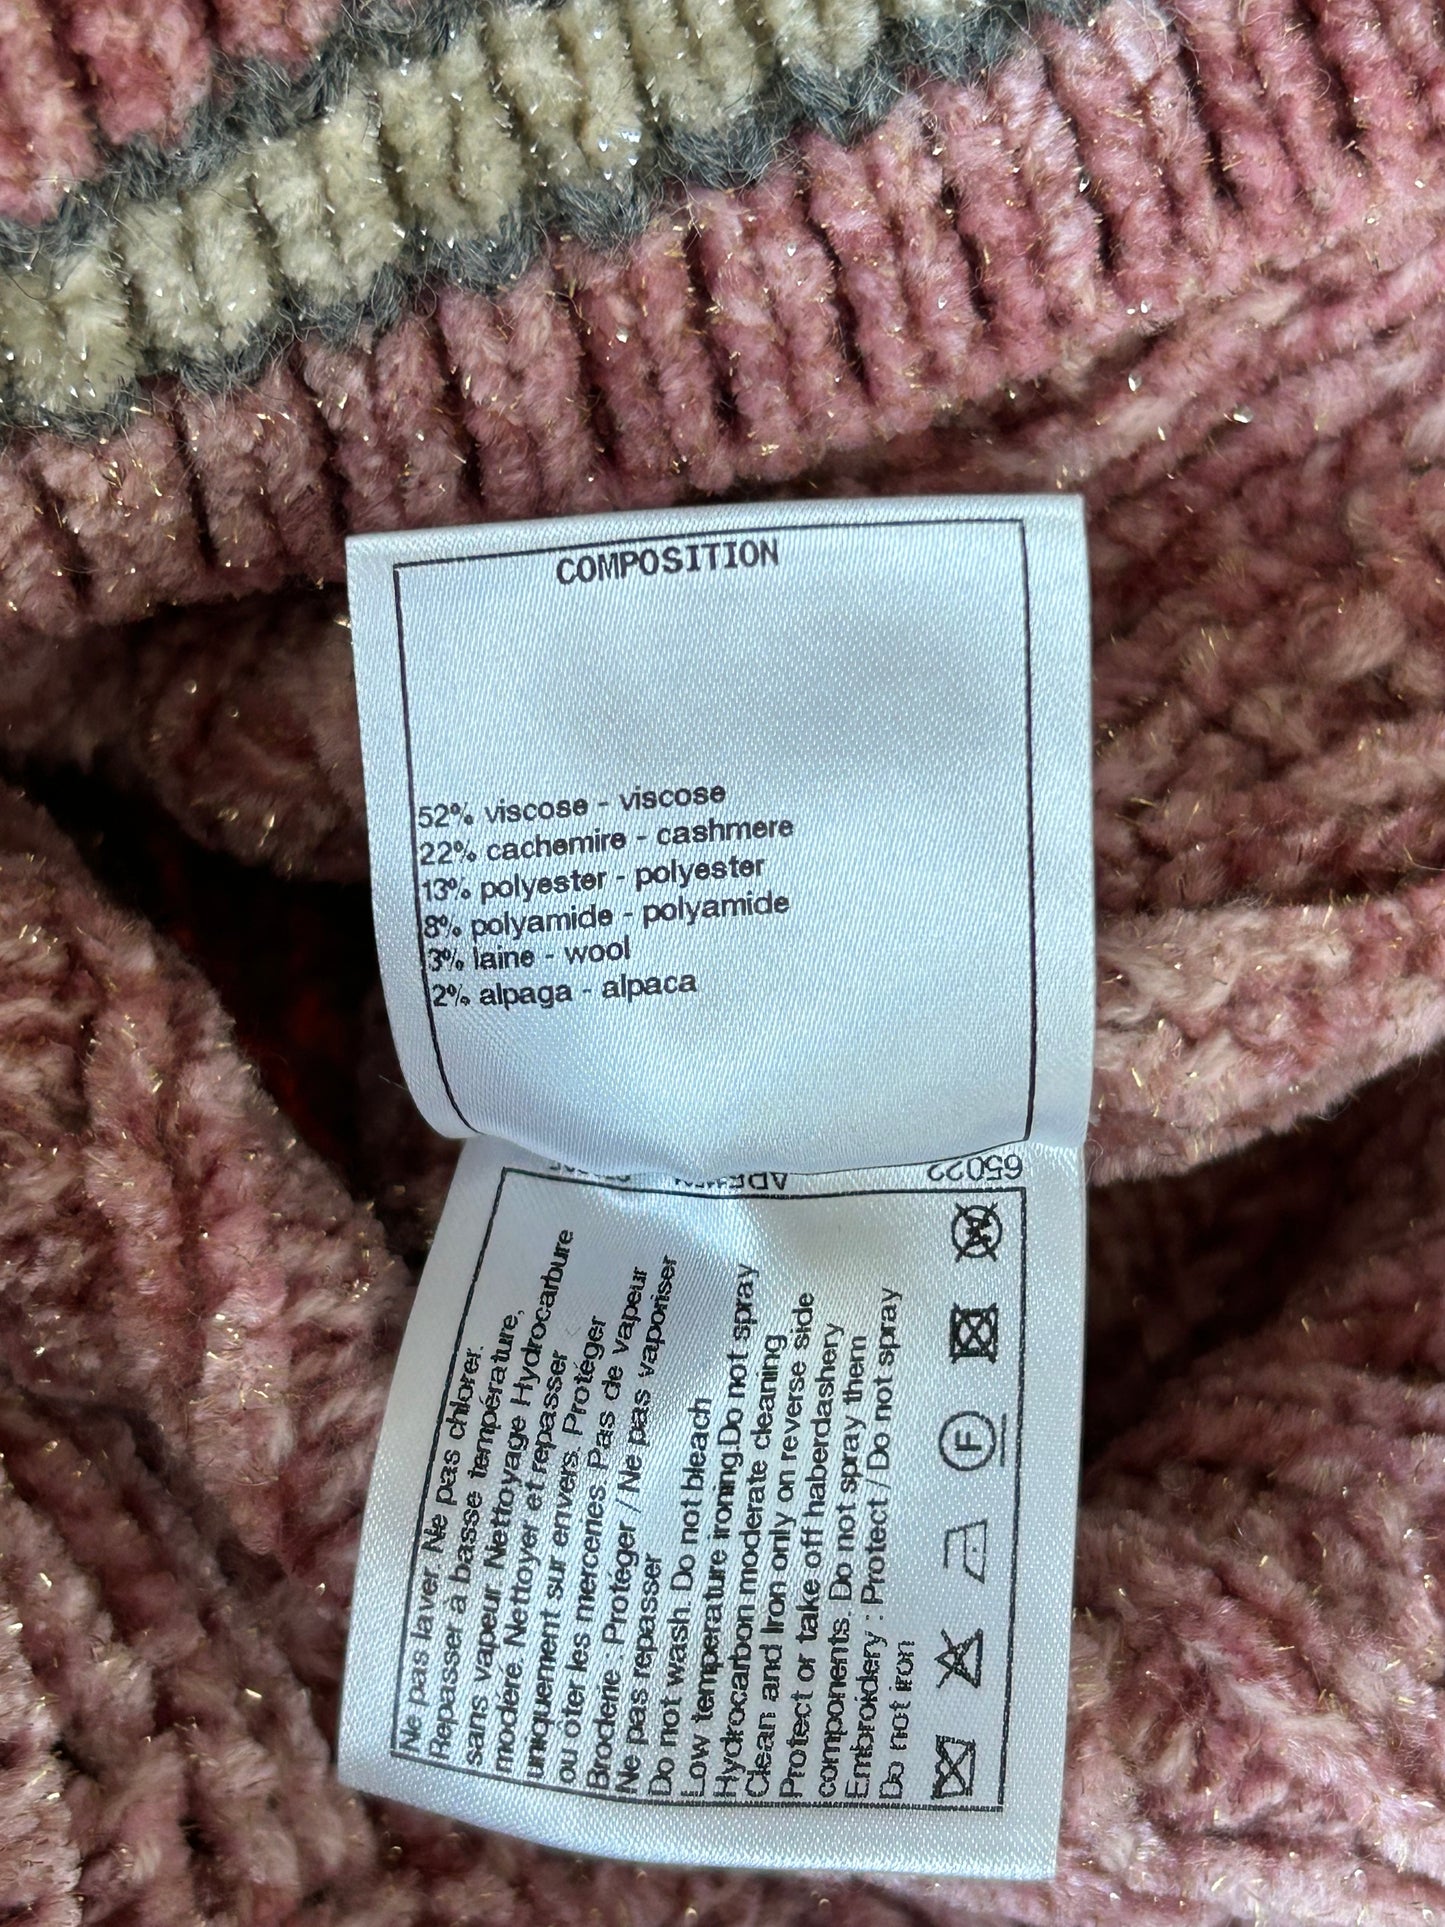 COMPOSITION
52% viscose - viscose
22% cachemire - cashmere
13% polyester - polyester
8% polyamide - polyamide
3% laine - wool
2% alpaga - alpaca
65022
Ne pas laver. Ne pas chlorer.
Repasser à basse température,
sans vapeur. Nettoyage Hydrocarbure
modéré. Nettoyer et repasser
uniquement sur envers. Protéger
ou oter les merceries. Pas de vapeur
Broderie : Protéger / Ne pas vaporiser
Ne pas repasser
Do not wash. Do not bleach
Low temperature ironing.Do not spray
Hydrocarbon moderate cleaning
Clean and Iron only on reverse side
Protect or take off haberdashery
components. Do not spray them
Embroidery : Protect / Do not spray
Do not iron
W
F